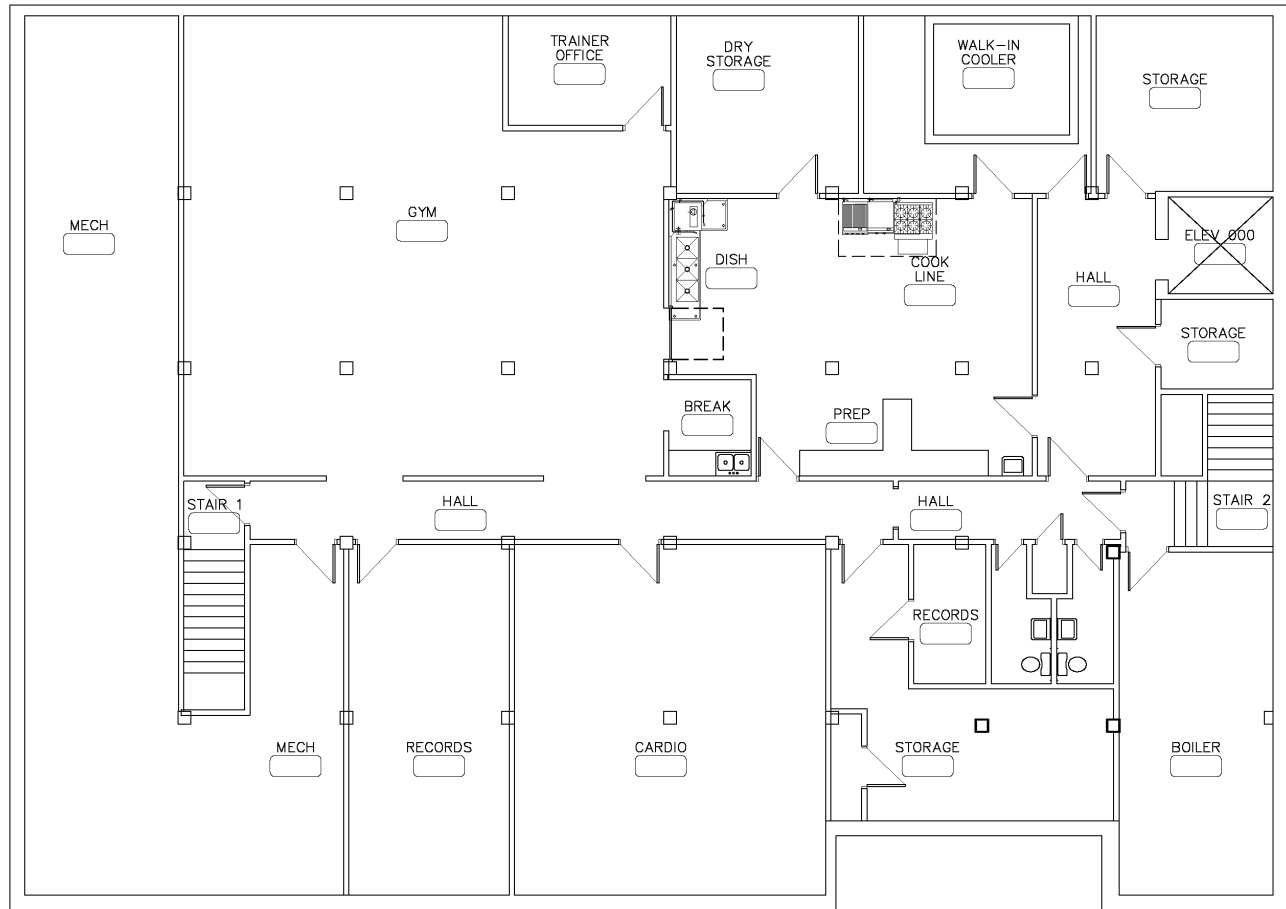 TRAINER
OFFICE
DRY
STORAGE
WALK-IN
COOLER
STORAGE
MECH
GYM
DISH
COOK
LINE
HALL
ELEV 000
STORAGE
BREAK
PREP
STAIR 1
HALL
HALL
STAIR 2
RECORDS
MECH
RECORDS
CARDIO
STORAGE
BOILER